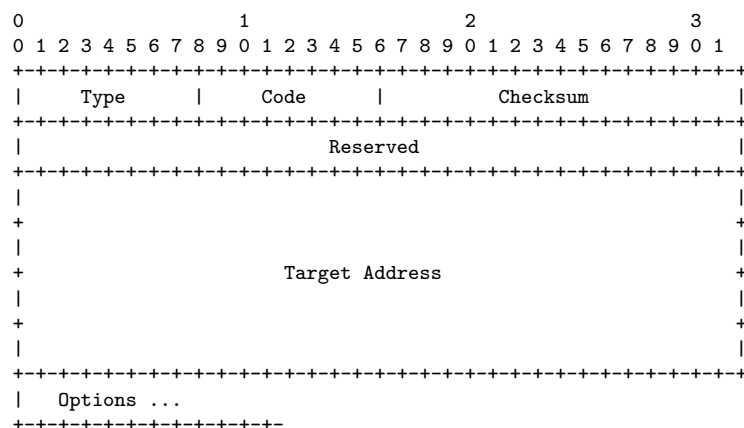 0                   1                   2                   3
0 1 2 3 4 5 6 7 8 9 0 1 2 3 4 5 6 7 8 9 0 1 2 3 4 5 6 7 8 9 0 1
+-+-+-+-+-+-+-+-+-+-+-+-+-+-+-+-+-+-+-+-+-+-+-+-+-+-+-+-+-+-+-+-+
|     Type      |     Code      |          Checksum             |
+-+-+-+-+-+-+-+-+-+-+-+-+-+-+-+-+-+-+-+-+-+-+-+-+-+-+-+-+-+-+-+-+
|                           Reserved                            |
+-+-+-+-+-+-+-+-+-+-+-+-+-+-+-+-+-+-+-+-+-+-+-+-+-+-+-+-+-+-+-+-+
|                                                               |
+                                                               +
|                                                               |
+                       Target Address                          +
|                                                               |
+                                                               +
|                                                               |
+-+-+-+-+-+-+-+-+-+-+-+-+-+-+-+-+-+-+-+-+-+-+-+-+-+-+-+-+-+-+-+-+
|   Options ...
+-+-+-+-+-+-+-+-+-+-+-+-